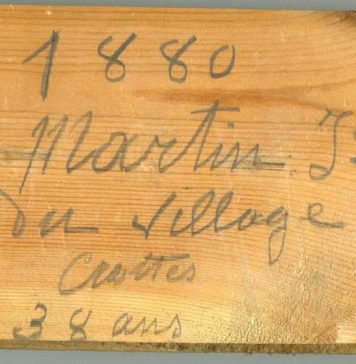 1880
Martin J
du village
Crottes
38 ans